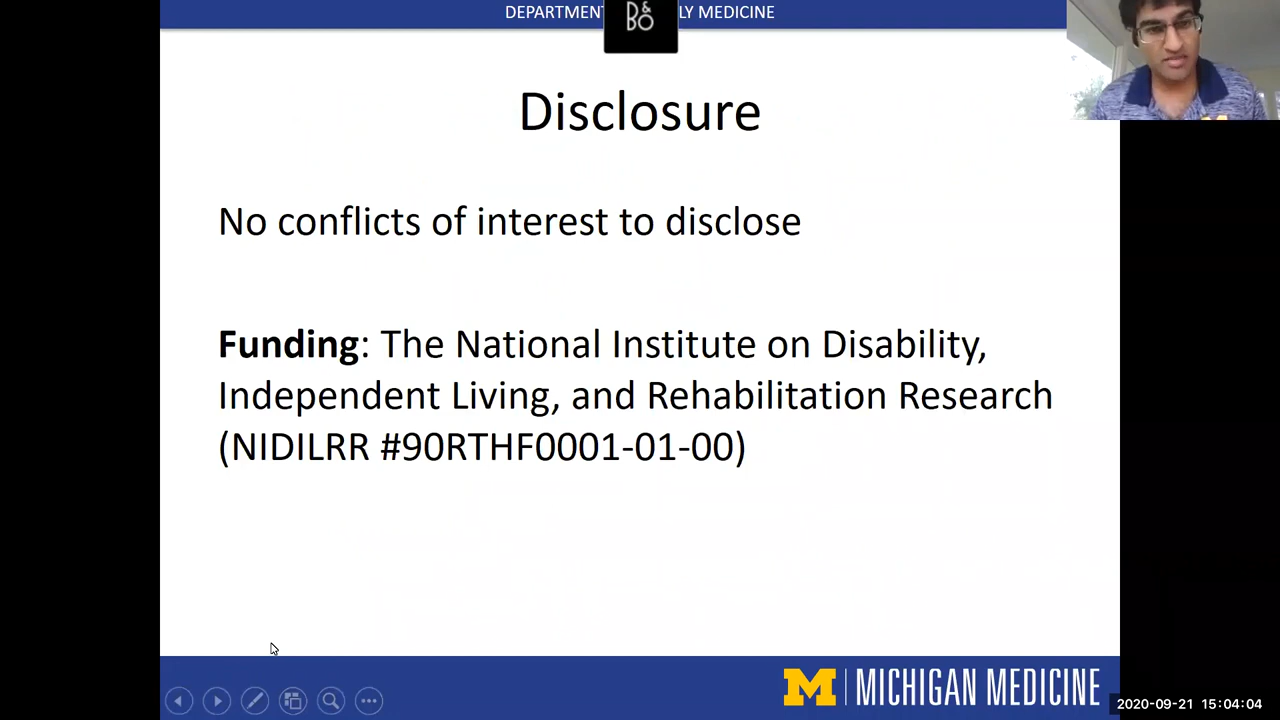 DEPARTMENT LY MEDICINE
D&
BO
Disclosure
No conflicts of interest to disclose
Funding: The National Institute on Disability,
Independent Living, and Rehabilitation Research
(NIDILRR #90RTHF0001-01-00)
M | MICHIGAN MEDICINE
2020-09-21 15:04:04